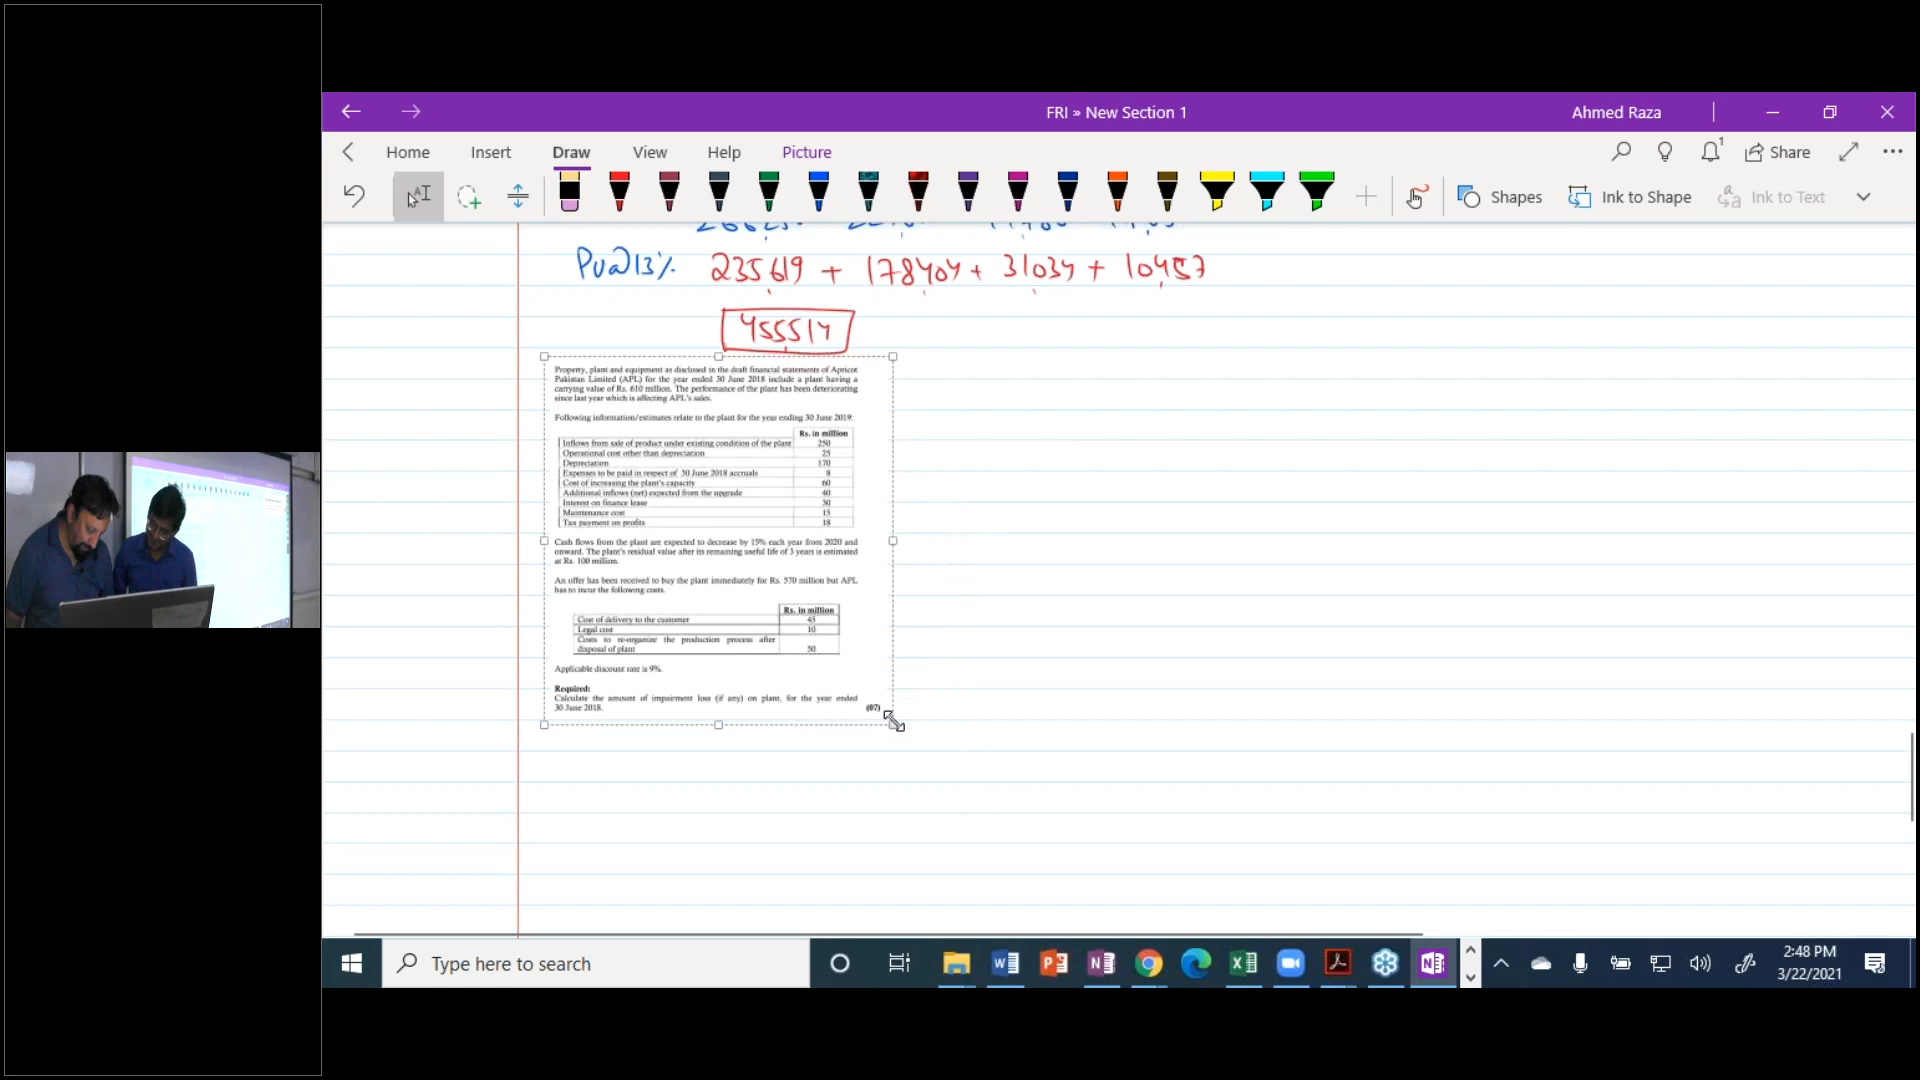 FRI » New Section 1
Ahmed Raza
Home Insert Draw View Help Picture
1
Share
Shapes
Ink to Shape
Ink to Text
PV@13% 235619 + 178404 + 31034 + 10457
455514
Property, plant and equipment as disclosed in the draft financial statements of Apricot
Pakistan Limited (APL) for the year ended 30 June 2018 include a plant having a
carrying value of Rs. 610 million. The performance of the plant has been deteriorating
since last year which is affecting APL's sales.
Following information/estimates relate to the plant for the year ending 30 June 2019:
Rs. in million
Inflows from sale of product under existing condition of the plant 250
Operational cost other than depreciation 25
Depreciation 170
Expenses to be paid in respect of 30 June 2018 accruals 8
Cost of increasing the plant's capacity 60
Additional inflows (net) expected from the upgrade 40
Interest on finance lease 30
Maintenance cost 15
Tax payment on profits 18
Cash flows from the plant are expected to decrease by 15% each year from 2020 and
onward. The plant's residual value after its remaining useful life of 3 years is estimated
at Rs. 100 million.
An offer has been received to buy the plant immediately for Rs. 570 million but APL
has to incur the following costs.
Rs. in million
Cost of delivery to the customer 45
Legal cost 10
Costs to re-organize the production process after
disposal of plant 50
Applicable discount rate is 9%.
Required:
Calculate the amount of impairment loss (if any) on plant, for the year ended
30 June 2018. (07)
Type here to search
2:48 PM
3/22/2021